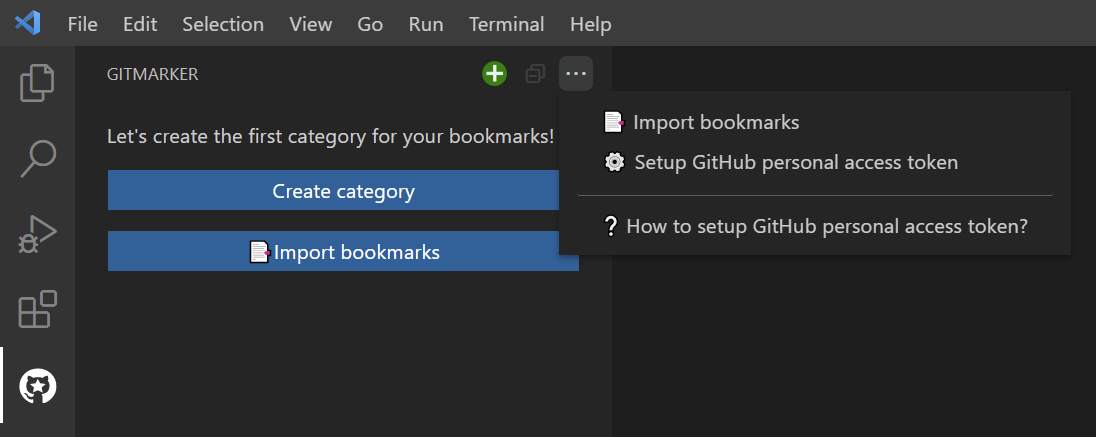 File Edit Selection View Go Run Terminal Help
GITMARKER
Let's create the first category for your bookmarks!
Create category
Import bookmarks
Import bookmarks
Setup GitHub personal access token
How to setup GitHub personal access token?